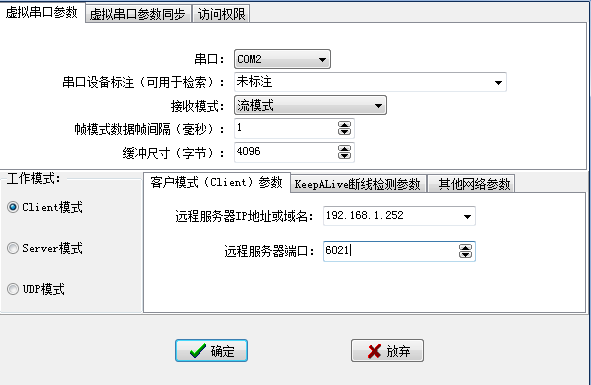 虚拟串口参数 虚拟串口参数同步 访问权限
串口: COM2
串口设备标注（可用于检索）: 未标注
接收模式: 流模式
帧模式数据帧间隔（毫秒）: 1
缓冲尺寸（字节）: 4096
工作模式:
Client模式
Server模式
UDP模式
客户模式（Client）参数 KeepALive断线检测参数 其他网络参数
远程服务器IP地址或域名: 192.168.1.252
远程服务器端口: 6021
确定 放弃